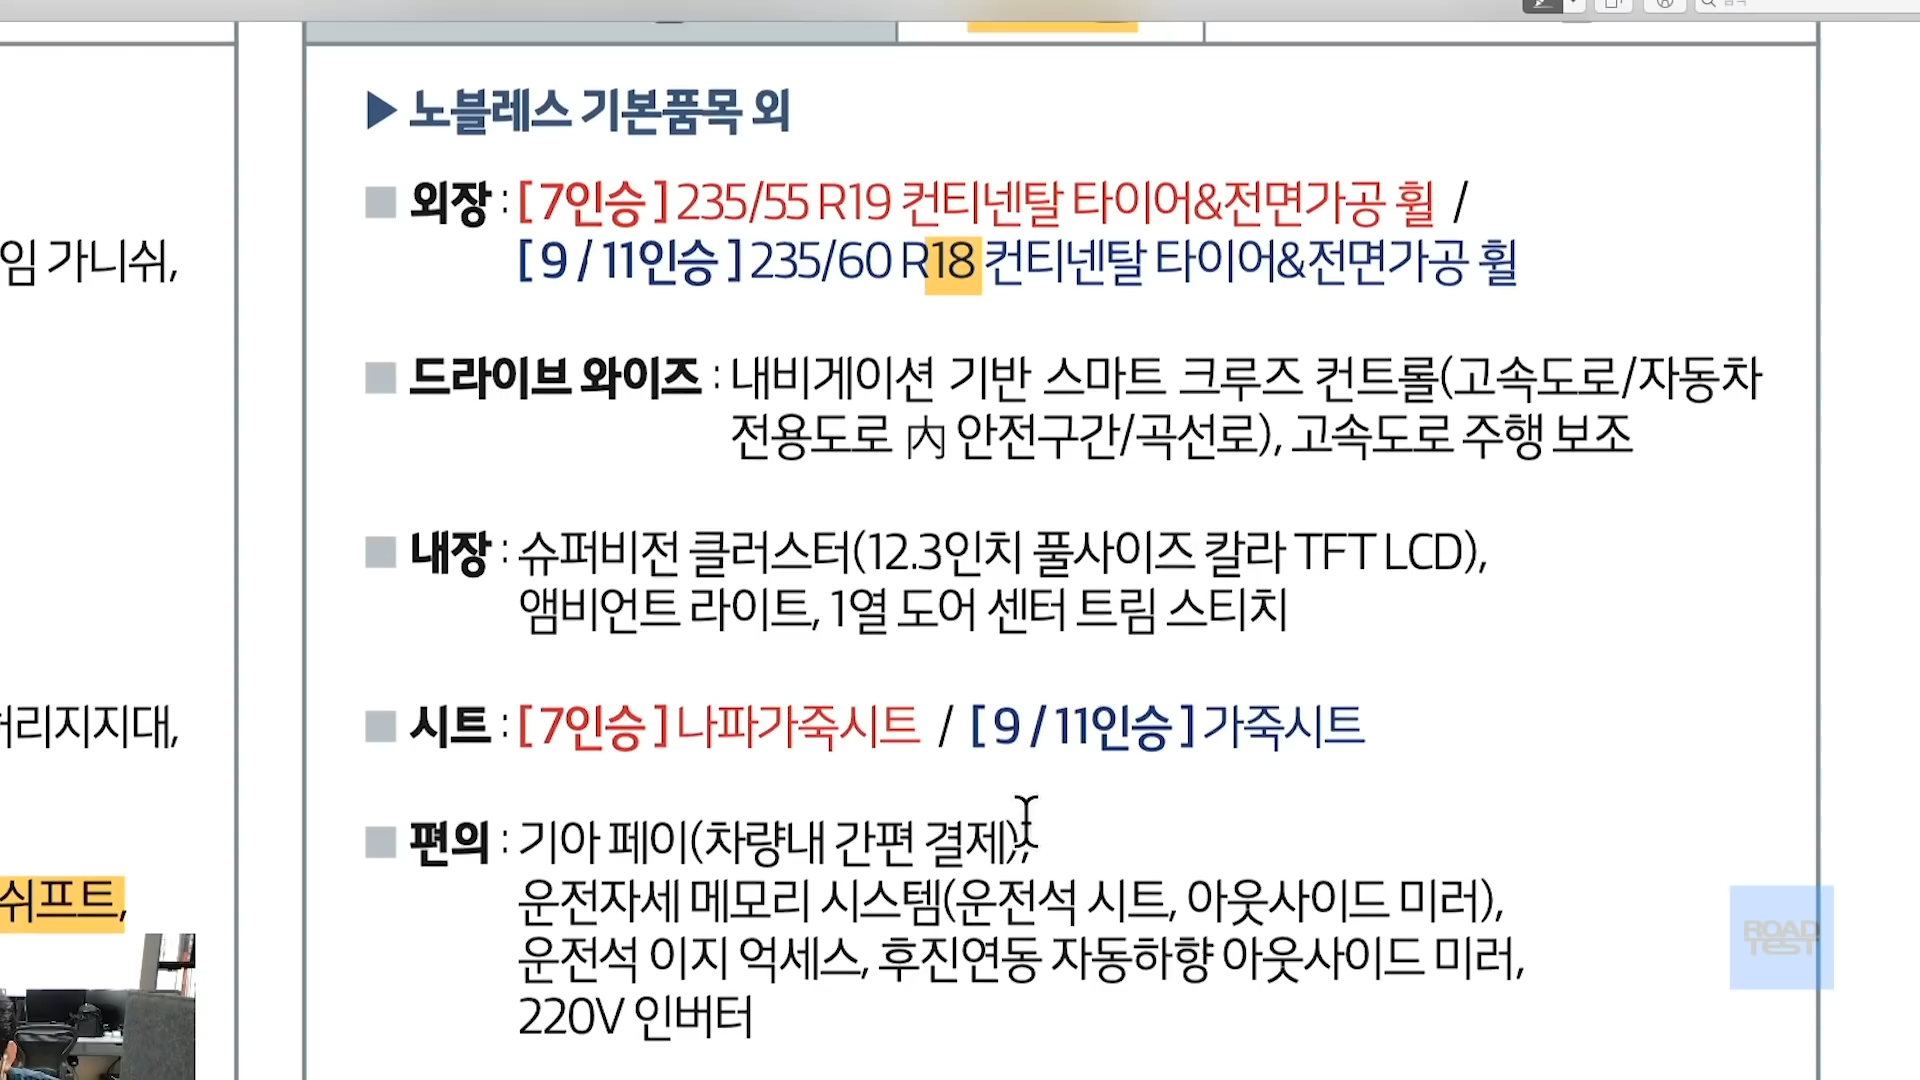 임 가니쉬,
허리지지대,
쉬프트,
▶ 노블레스 기본품목 외
■ 외장 : [ 7인승 ] 235/55 R19 컨티넨탈 타이어&전면가공 휠 /
[ 9 / 11인승 ] 235/60 R18 컨티넨탈 타이어&전면가공 휠
■ 드라이브 와이즈 : 내비게이션 기반 스마트 크루즈 컨트롤(고속도로/자동차
전용도로 內 안전구간/곡선로), 고속도로 주행 보조
■ 내장 : 슈퍼비전 클러스터(12.3인치 풀사이즈 칼라 TFT LCD),
앰비언트 라이트, 1열 도어 센터 트림 스티치
■ 시트 : [ 7인승 ] 나파가죽시트 / [ 9 / 11인승 ] 가죽시트
■ 편의 : 기아 페이(차량내 간편 결제),
운전자세 메모리 시스템(운전석 시트, 아웃사이드 미러),
운전석 이지 억세스, 후진연동 자동하향 아웃사이드 미러,
220V 인버터
ROAD
TEST